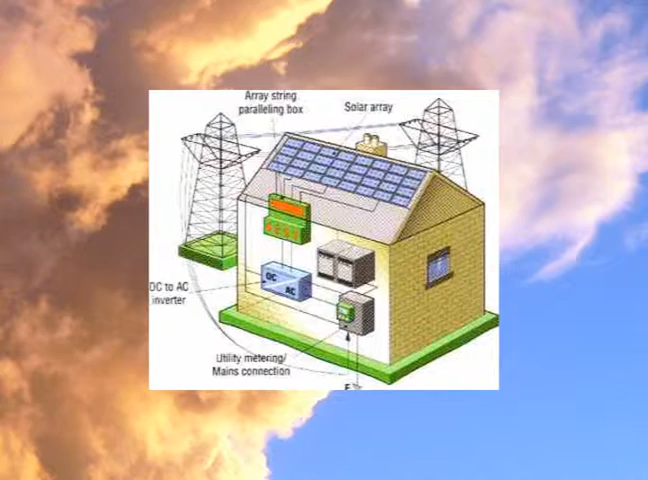 Array string
paralleling box
Solar array
DC
AC
DC to AC
inverter
Utility metering/
Mains connection